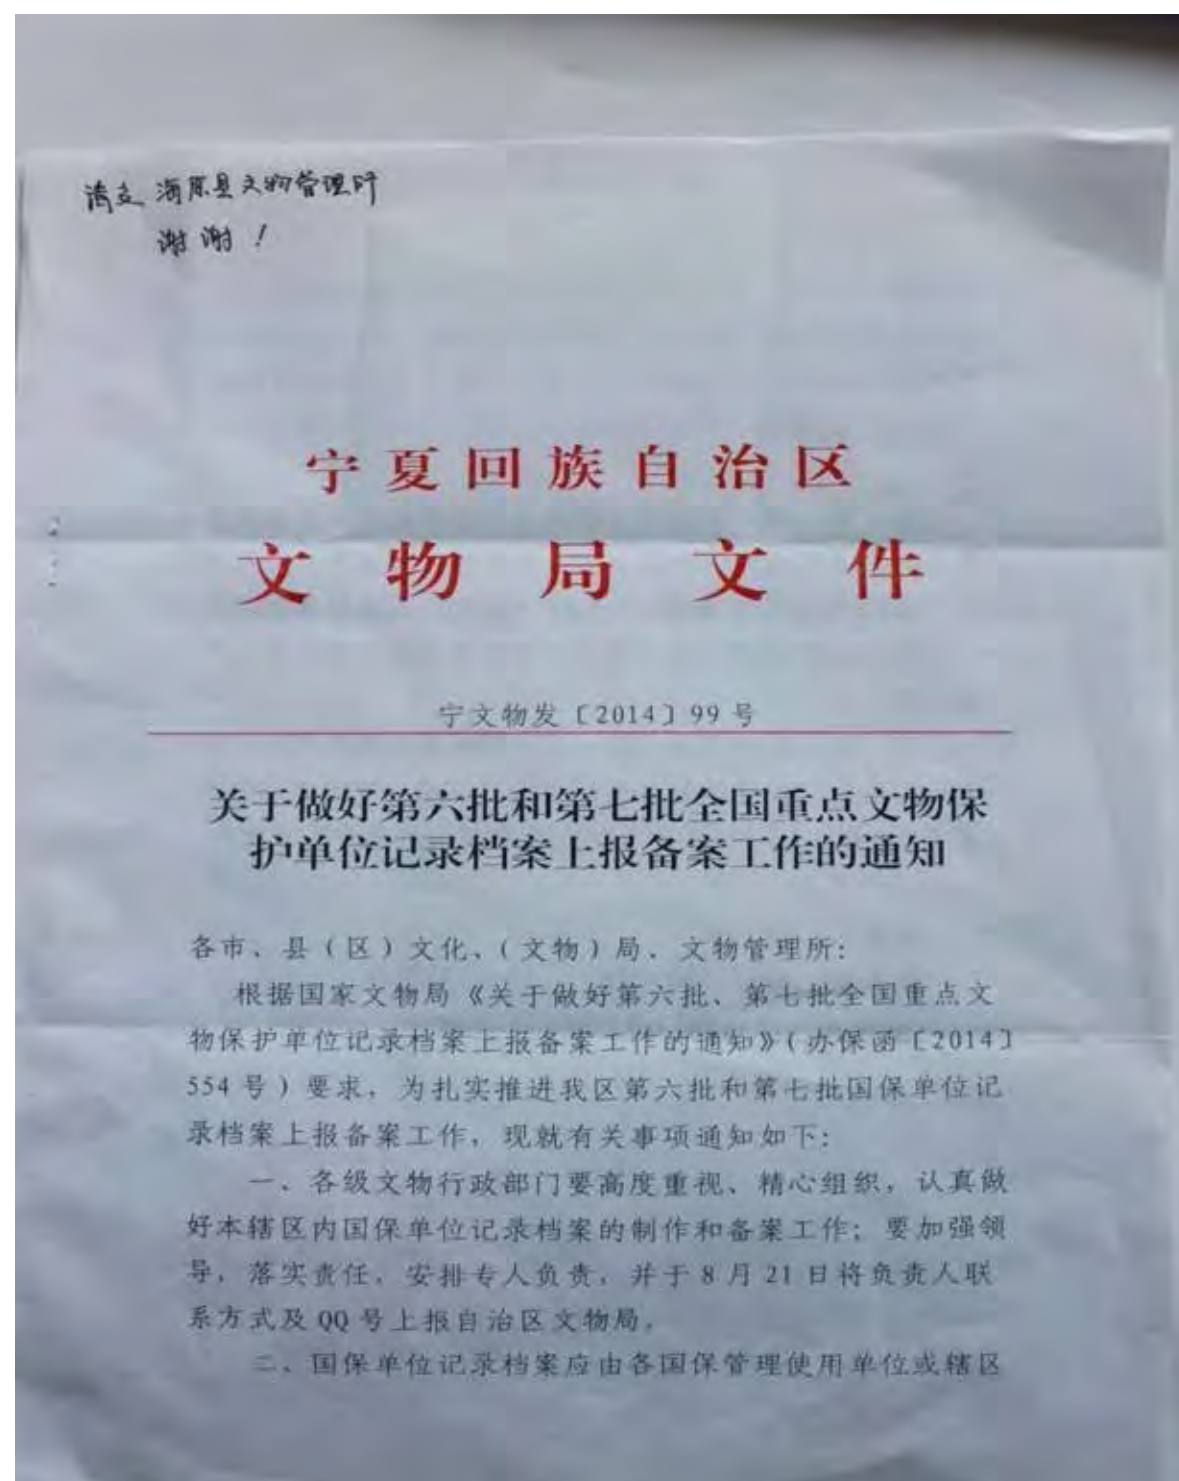 请交 海原县文物管理所
谢谢！
宁夏回族自治区
文物局文件
宁文物发〔2014〕99号
关于做好第六批和第七批全国重点文物保
护单位记录档案上报备案工作的通知
各市、县（区）文化、（文物）局、文物管理所：
根据国家文物局《关于做好第六批、第七批全国重点文
物保护单位记录档案上报备案工作的通知》（办保函〔2014〕
554号）要求，为扎实推进我区第六批和第七批国保单位记
录档案上报备案工作，现就有关事项通知如下：
一、各级文物行政部门要高度重视、精心组织，认真做
好本辖区内国保单位记录档案的制作和备案工作；要加强领
导，落实责任，安排专人负责，并于8月21日将负责人联
系方式及QQ号上报自治区文物局。
二、国保单位记录档案应由各国保管理使用单位或辖区